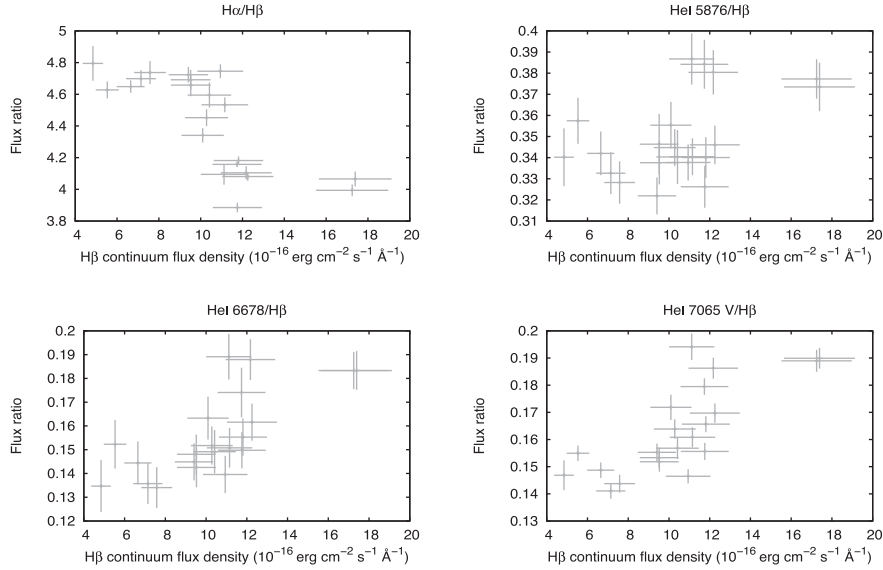 Hα/Hβ
5
4.8
4.6
4.4
4.2
4
3.8
Flux ratio
4 6 8 10 12 14 16 18 20
Hβ continuum flux density (10⁻¹⁶ erg cm⁻² s⁻¹ Å⁻¹)
HeI 5876/Hβ
0.4
0.39
0.38
0.37
0.36
0.35
0.34
0.33
0.32
0.31
Flux ratio
4 6 8 10 12 14 16 18 20
Hβ continuum flux density (10⁻¹⁶ erg cm⁻² s⁻¹ Å⁻¹)
HeI 6678/Hβ
0.2
0.19
0.18
0.17
0.16
0.15
0.14
0.13
0.12
Flux ratio
4 6 8 10 12 14 16 18 20
Hβ continuum flux density (10⁻¹⁶ erg cm⁻² s⁻¹ Å⁻¹)
HeI 7065 V/Hβ
0.2
0.19
0.18
0.17
0.16
0.15
0.14
0.13
Flux ratio
4 6 8 10 12 14 16 18 20
Hβ continuum flux density (10⁻¹⁶ erg cm⁻² s⁻¹ Å⁻¹)